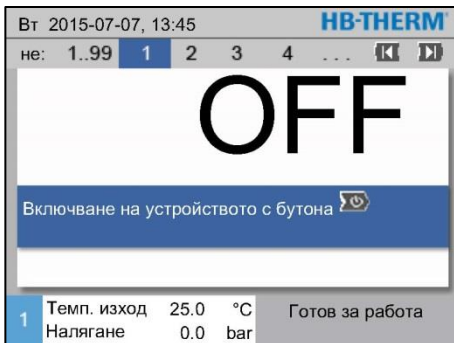 Вт 2015-07-07, 13:45 HB-THERM
не: 1..99 1 2 3 4 ...
OFF
Включване на устройството с бутона
1 Темп. изход 25.0 °C Готов за работа
Налягане 0.0 bar